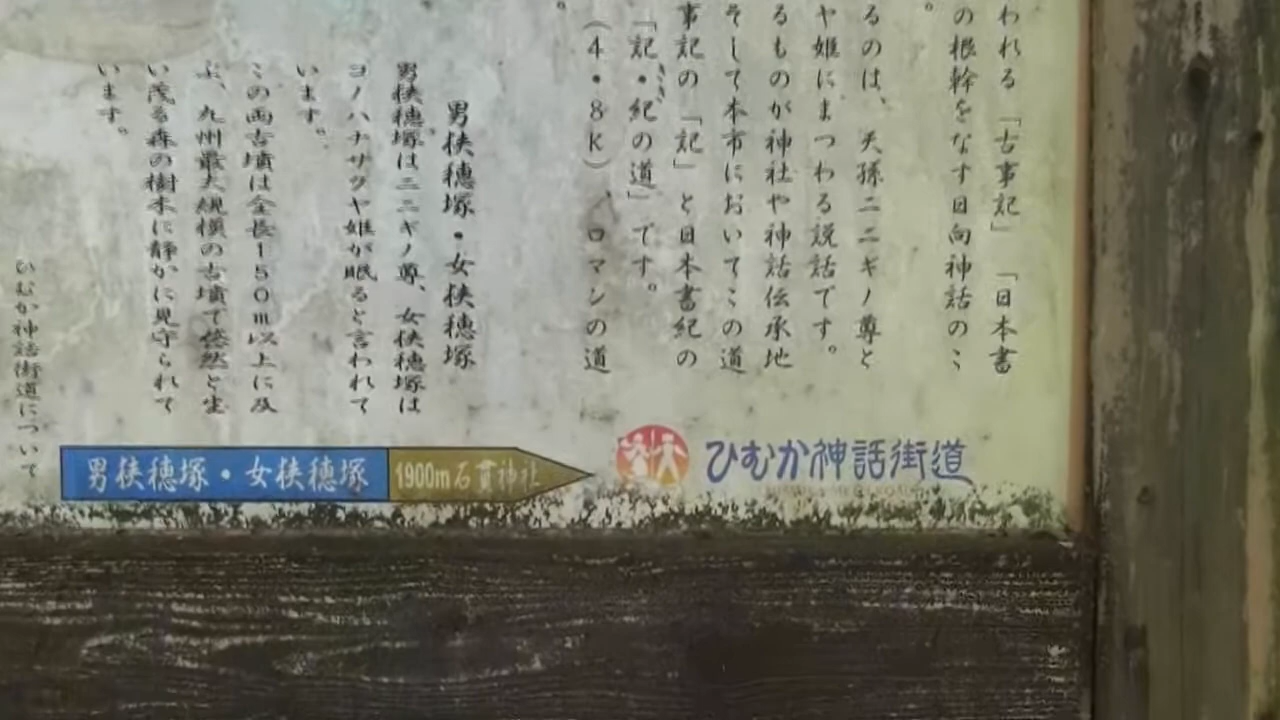 われる「古事記」「日本書
の根幹をなす日向神話のこ
。
るのは、天孫ニニギノ尊と
ヤ姫にまつわる説話です。
るものが神社や神話伝承地
そして本市においてこの道
事記の「記」と日本書紀の
「記・紀の道」です。
きき
(4・8K)、ロマンの道
。
男狭穂塚・女狭穂塚
男狭穂塚はニニギノ尊、女狭穂塚は
ヨノハナサクヤ姫が眠ると言われて
います。
この両古墳は全長150m以上に及
ぶ、九州最大規模の古墳で悠然と生
い茂る森の樹木に静かに見守られて
います。
ひむか神話街道について
男狭穂塚・女狭穂塚
1900m石貫神社
ひむか神話街道